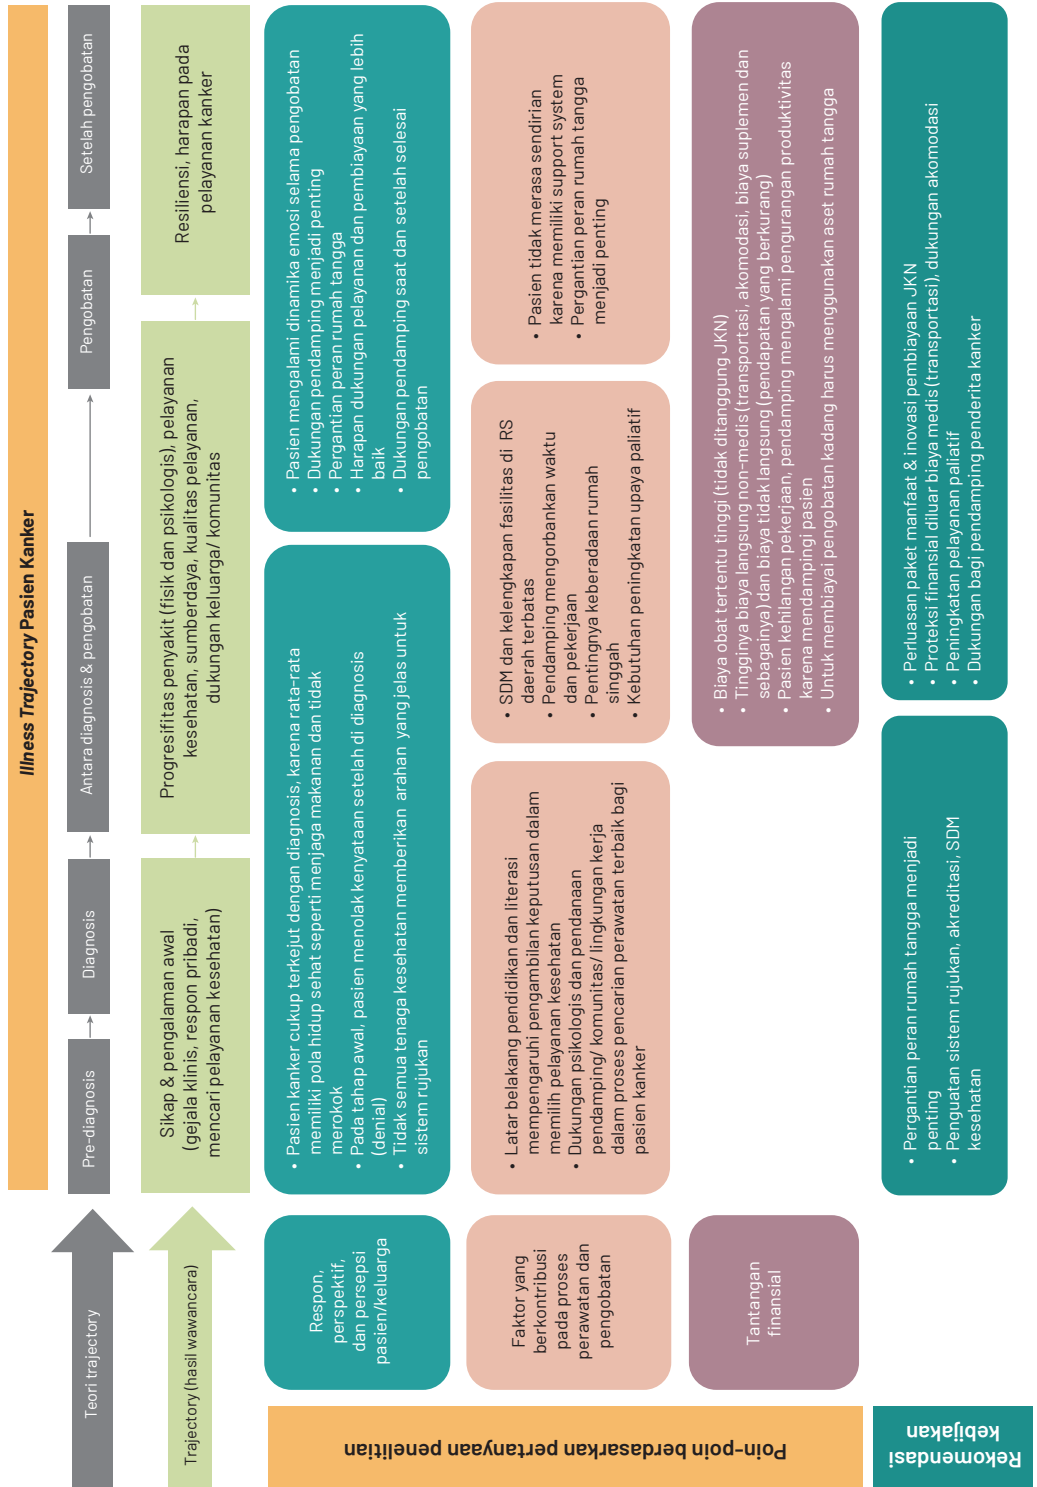 Illness Trajectory Pasien Kanker
Teori trajectory
Pre-diagnosis
Diagnosis
Antara diagnosis & pengobatan
Pengobatan
Setelah pengobatan
Trajectory (hasil wawancara)
Sikap & pengalaman awal
(gejala klinis, respon pribadi,
mencari pelayanan kesehatan)
Progresifitas penyakit (fisik dan psikologis), pelayanan
kesehatan, sumberdaya, kualitas pelayanan,
dukungan keluarga/ komunitas
Resiliensi, harapan pada
pelayanan kanker
Poin-poin berdasarkan pertanyaan penelitian
Respon,
perspektif,
dan persepsi
pasien/keluarga
• Pasien kanker cukup terkejut dengan diagnosis, karena rata-rata
memiliki pola hidup sehat seperti menjaga makanan dan tidak
merokok
• Pada tahap awal, pasien menolak kenyataan setelah di diagnosis
(denial)
• Tidak semua tenaga kesehatan memberikan arahan yang jelas untuk
sistem rujukan
• Pasien mengalami dinamika emosi selama pengobatan
• Dukungan pendamping menjadi penting
• Pergantian peran rumah tangga
• Harapan dukungan pelayanan dan pembiayaan yang lebih
baik
• Dukungan pendamping saat dan setelah selesai
pengobatan
Faktor yang
berkontribusi
pada proses
perawatan dan
pengobatan
• Latar belakang pendidikan dan literasi
mempengaruhi pengambilan keputusan dalam
memilih pelayanan kesehatan
• Dukungan psikologis dan pendanaan
pendamping/ komunitas/ lingkungan kerja
dalam proses pencarian perawatan terbaik bagi
pasien kanker
• SDM dan kelengkapan fasilitas di RS
daerah terbatas
• Pendamping mengorbankan waktu
dan pekerjaan
• Pentingnya keberadaan rumah
singgah
• Kebutuhan peningkatan upaya paliatif
• Pasien tidak merasa sendirian
karena memiliki support system
• Pergantian peran rumah tangga
menjadi penting
Tantangan
finansial
• Biaya obat tertentu tinggi (tidak ditanggung JKN)
• Tingginya biaya langsung non-medis (transportasi, akomodasi, biaya suplemen dan
sebagainya) dan biaya tidak langsung (pendapatan yang berkurang)
• Pasien kehilangan pekerjaan, pendamping mengalami pengurangan produktivitas
karena mendampingi pasien
• Untuk membiayai pengobatan kadang harus menggunakan aset rumah tangga
Rekomendasi
kebijakan
• Pergantian peran rumah tangga menjadi
penting
• Penguatan sistem rujukan, akreditasi, SDM
kesehatan
• Perluasan paket manfaat & inovasi pembiayaan JKN
• Proteksi finansial diluar biaya medis (transportasi), dukungan akomodasi
• Peningkatan pelayanan paliatif
• Dukungan bagi pendamping penderita kanker